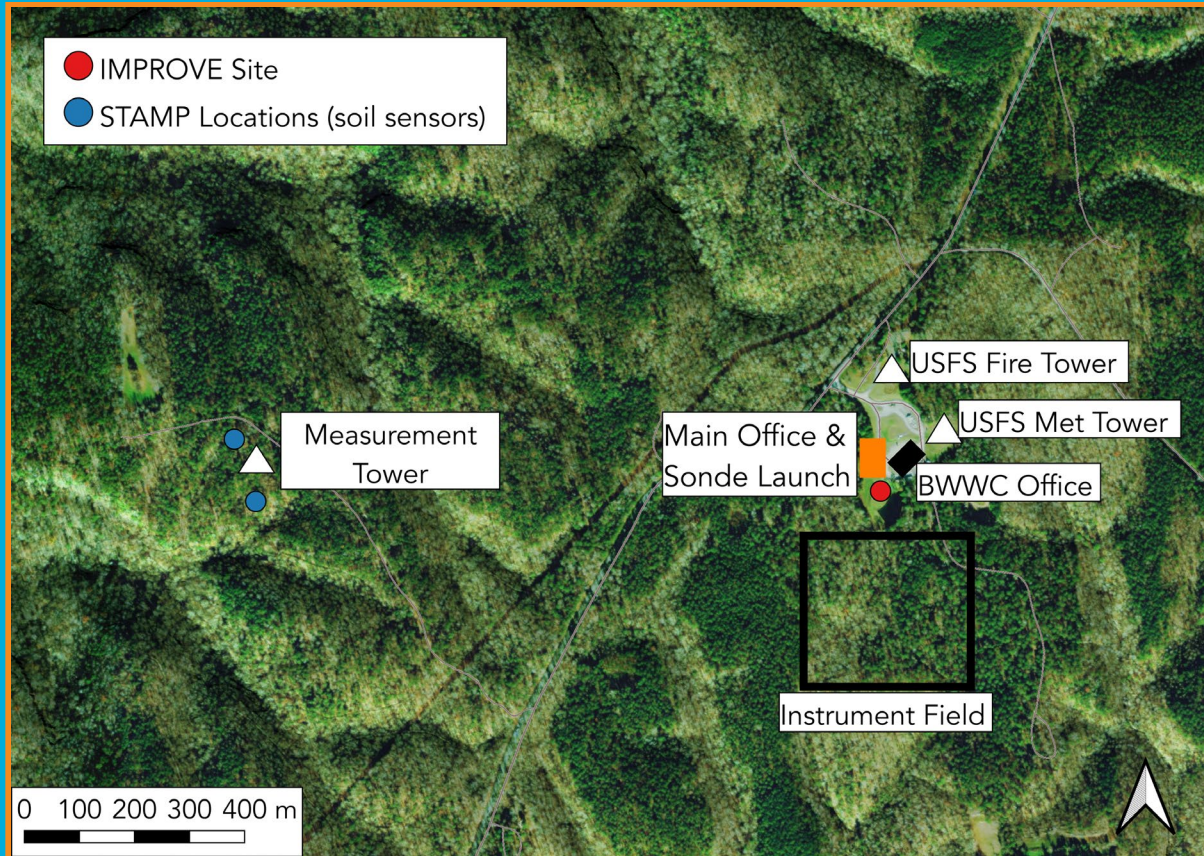 IMPROVE Site
STAMP Locations (soil sensors)
USFS Fire Tower
USFS Met Tower
Measurement
Tower
Main Office &
Sonde Launch
BWWC Office
Instrument Field
0 100 200 300 400 m